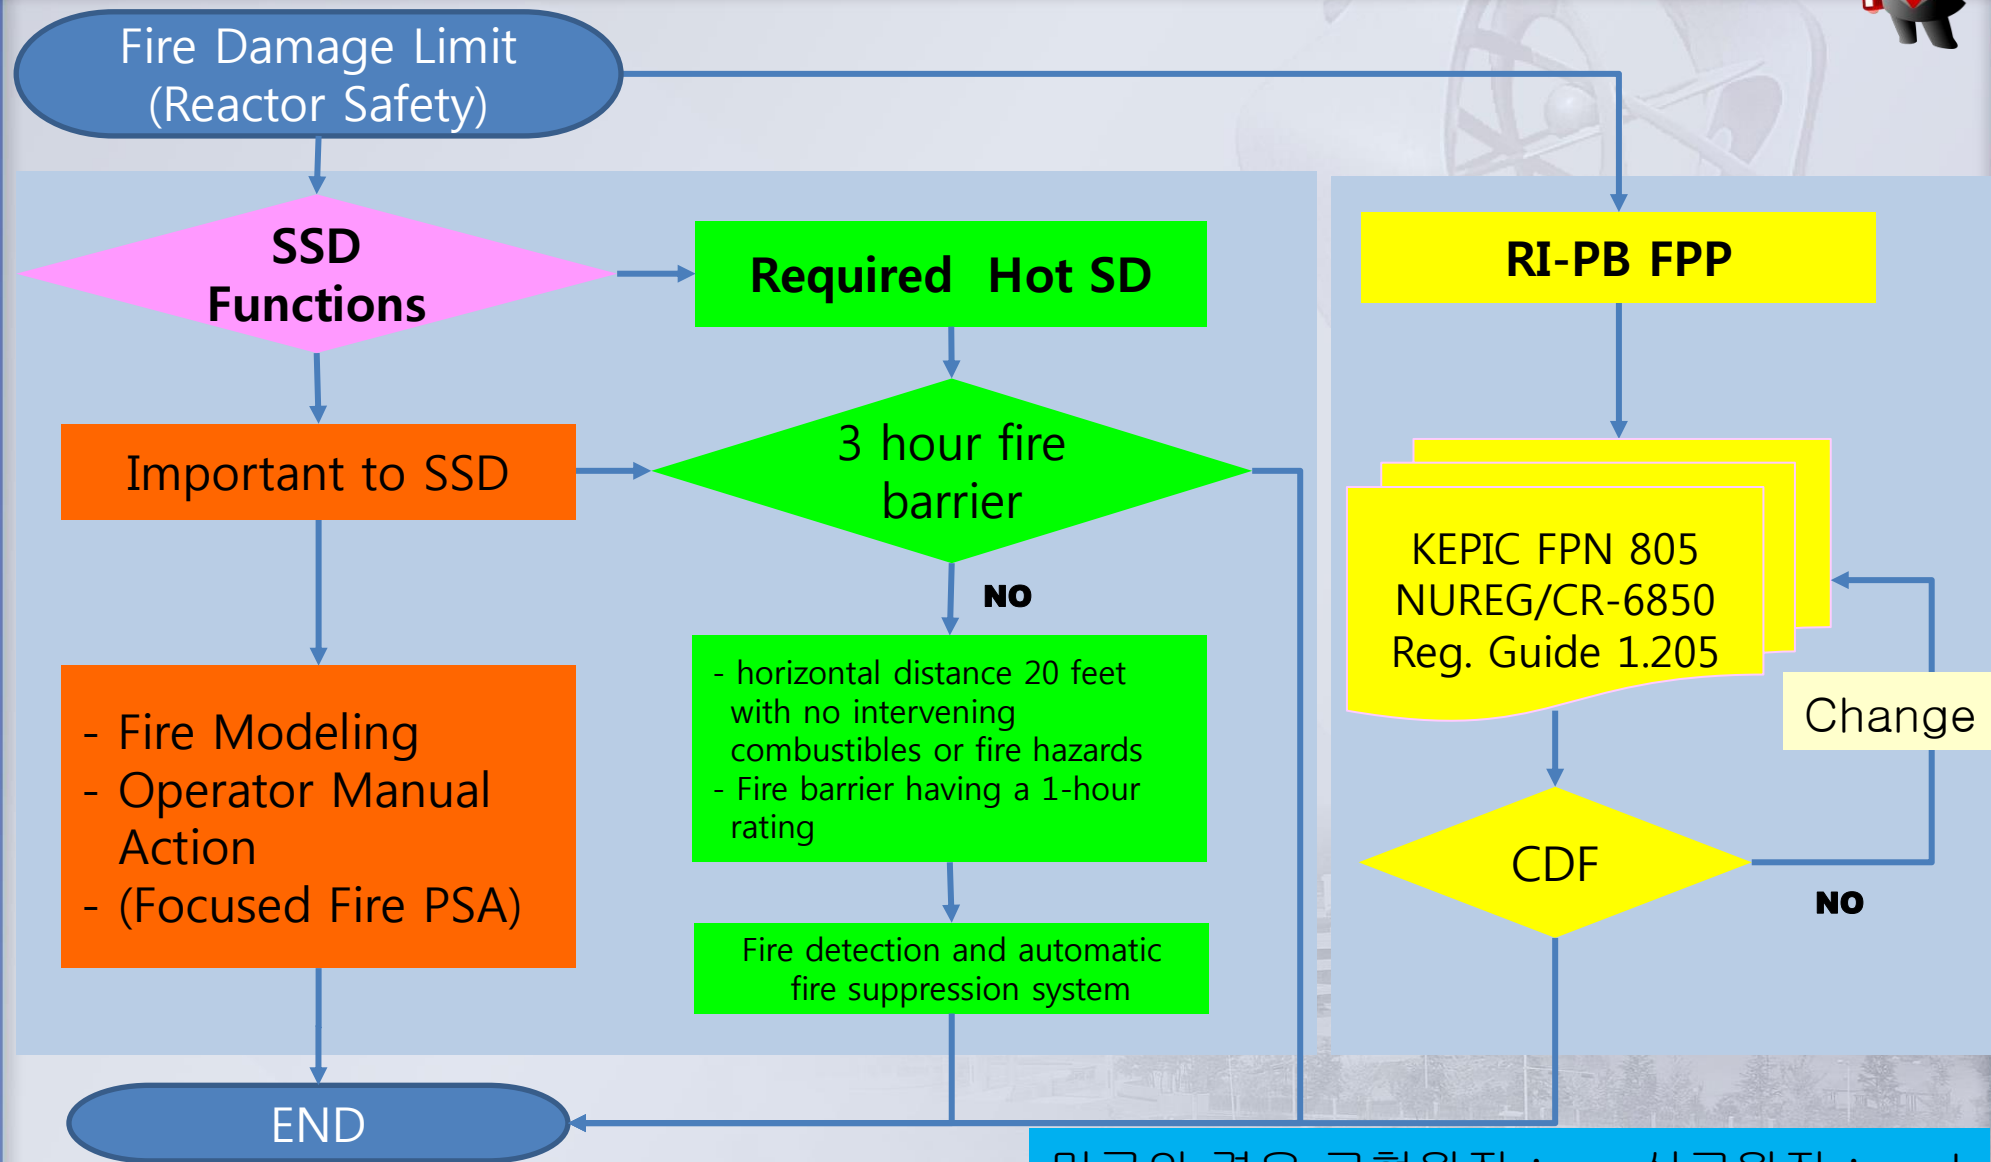 Fire Damage Limit
(Reactor Safety)
SSD
Functions
Required Hot SD
RI-PB FPP
Important to SSD
3 hour fire
barrier
NO
KEPIC FPN 805
NUREG/CR-6850
Reg. Guide 1.205
Change
- Fire Modeling
- Operator Manual
Action
- (Focused Fire PSA)
- horizontal distance 20 feet
with no intervening
combustibles or fire hazards
- Fire barrier having a 1-hour
rating
CDF
NO
Fire detection and automatic
fire suppression system
END